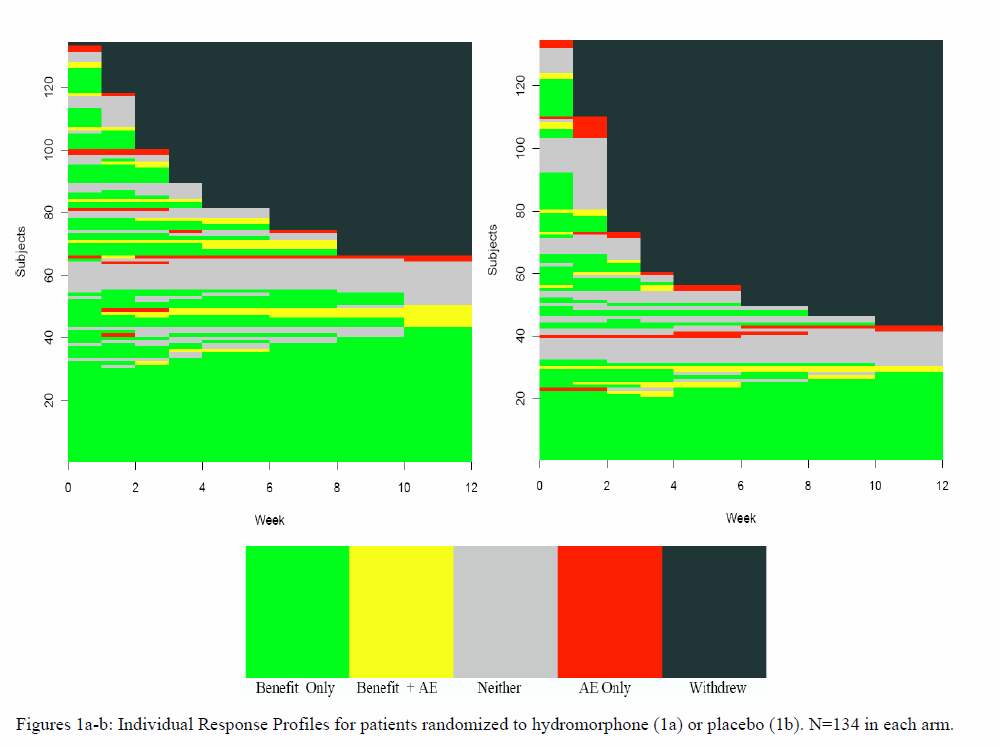 Subjects
120
100
80
60
40
20
0 2 4 6 8 10 12
Week
Subjects
120
100
80
60
40
20
0 2 4 6 8 10 12
Week
Benefit Only Benefit + AE Neither AE Only Withdrew
Figures 1a-b: Individual Response Profiles for patients randomized to hydromorphone (1a) or placebo (1b). N=134 in each arm.